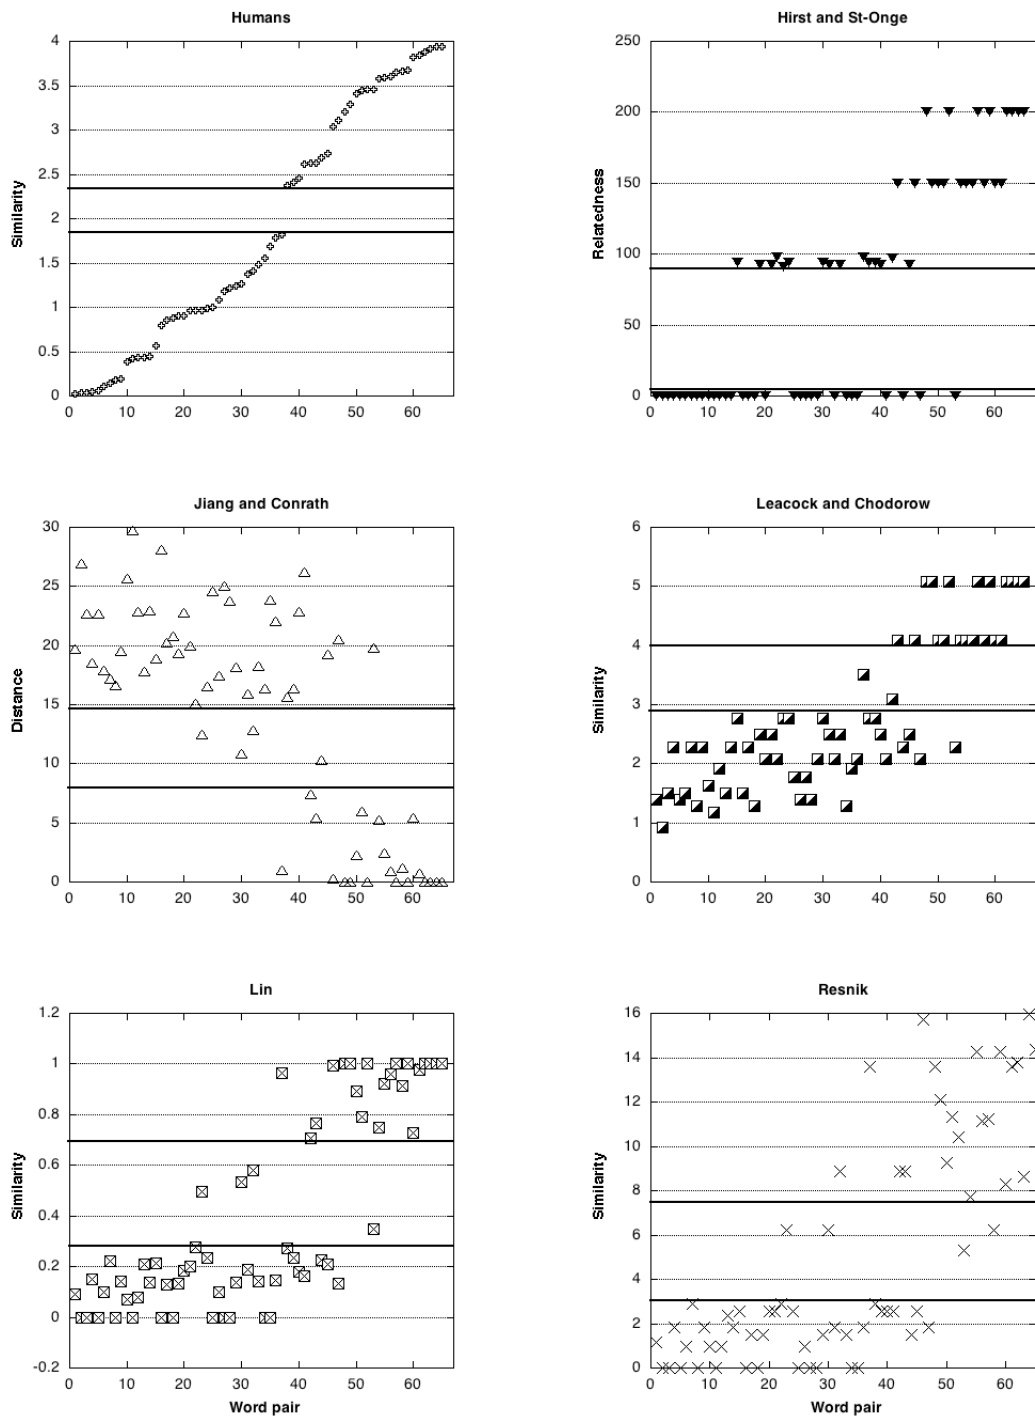 Humans
4
3.5
3
2.5
2
1.5
1
0.5
0
Similarity
0 10 20 30 40 50 60
Hirst and St-Onge
250
200
150
100
50
0
Relatedness
0 10 20 30 40 50 60
Jiang and Conrath
30
25
20
15
10
5
0
Distance
0 10 20 30 40 50 60
Leacock and Chodorow
6
5
4
3
2
1
0
Similarity
0 10 20 30 40 50 60
Lin
1.2
1
0.8
0.6
0.4
0.2
0
-0.2
Similarity
0 10 20 30 40 50 60
Word pair
Resnik
16
14
12
10
8
6
4
2
0
Similarity
0 10 20 30 40 50 60
Word pair